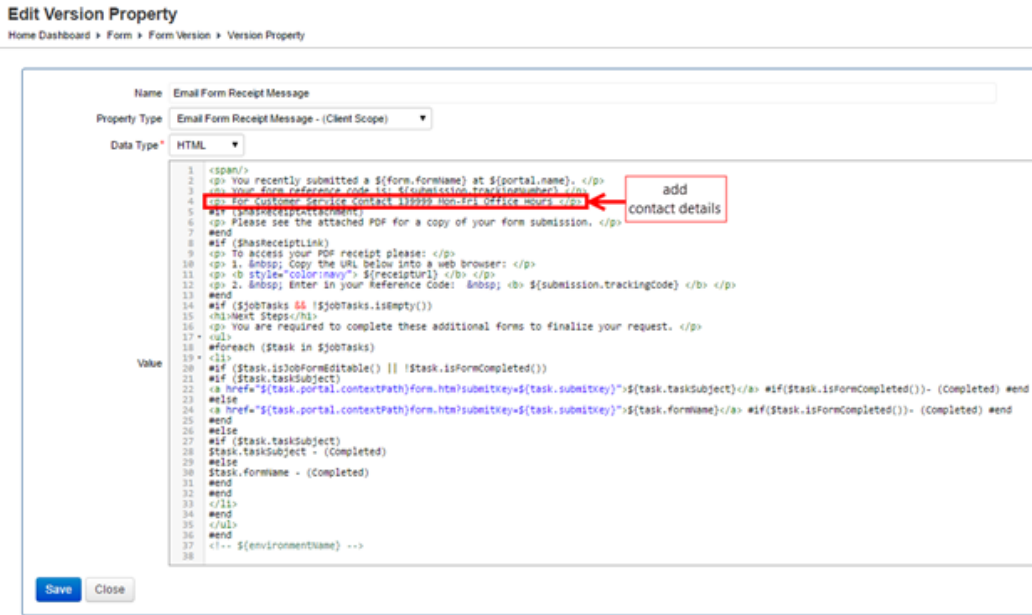 Edit Version Property
Home Dashboard ▸ Form ▸ Form Version ▸ Version Property
Name Email Form Receipt Message
Property Type Email Form Receipt Message - (Client Scope) ▼
Data Type* HTML ▼
Value
1 <span/>
2 <p> You recently submitted a ${form.formName} at ${portal.name}. </p>
3 <p> Your form reference code is: ${submission.trackingNumber} </p>
4 <p> For Customer Service Contact 139999 Mon-Fri Office Hours </p>
add
contact details
5 #if ($hasReceiptAttachment)
6 <p> Please see the attached PDF for a copy of your form submission. </p>
7 #end
8 #if ($hasReceiptLink)
9 <p> To access your PDF receipt please: </p>
10 <p> 1. &nbsp; Copy the URL below into a web browser: </p>
11 <p> <b style="color:navy"> ${receiptUrl} </b> </p>
12 <p> 2. &nbsp; Enter in your Reference Code: &nbsp; <b> ${submission.trackingCode} </b> </p>
13 #end
14 #if ($jobTasks && !$jobTasks.isEmpty())
15 <h1>Next Steps</h1>
16 <p> You are required to complete these additional forms to finalize your request. </p>
17 <ul>
18 #foreach ($task in $jobTasks)
19 <li>
20 #if ($task.isJobFormEditable() || !$task.isFormCompleted())
21 #if ($task.taskSubject)
22 <a href="${task.portal.contextPath}form.htm?submitKey=${task.submitKey}">${task.taskSubject}</a> #if($task.isFormCompleted())- (Completed) #end
23 #else
24 <a href="${task.portal.contextPath}form.htm?submitKey=${task.submitKey}">${task.formName}</a> #if($task.isFormCompleted())- (Completed) #end
25 #end
26 #else
27 #if ($task.taskSubject)
28 $task.taskSubject - (Completed)
29 #else
30 $task.formName - (Completed)
31 #end
32 #end
33 </li>
34 #end
35 </ul>
36 #end
37 <!-- ${environmentName} -->
38
Save Close